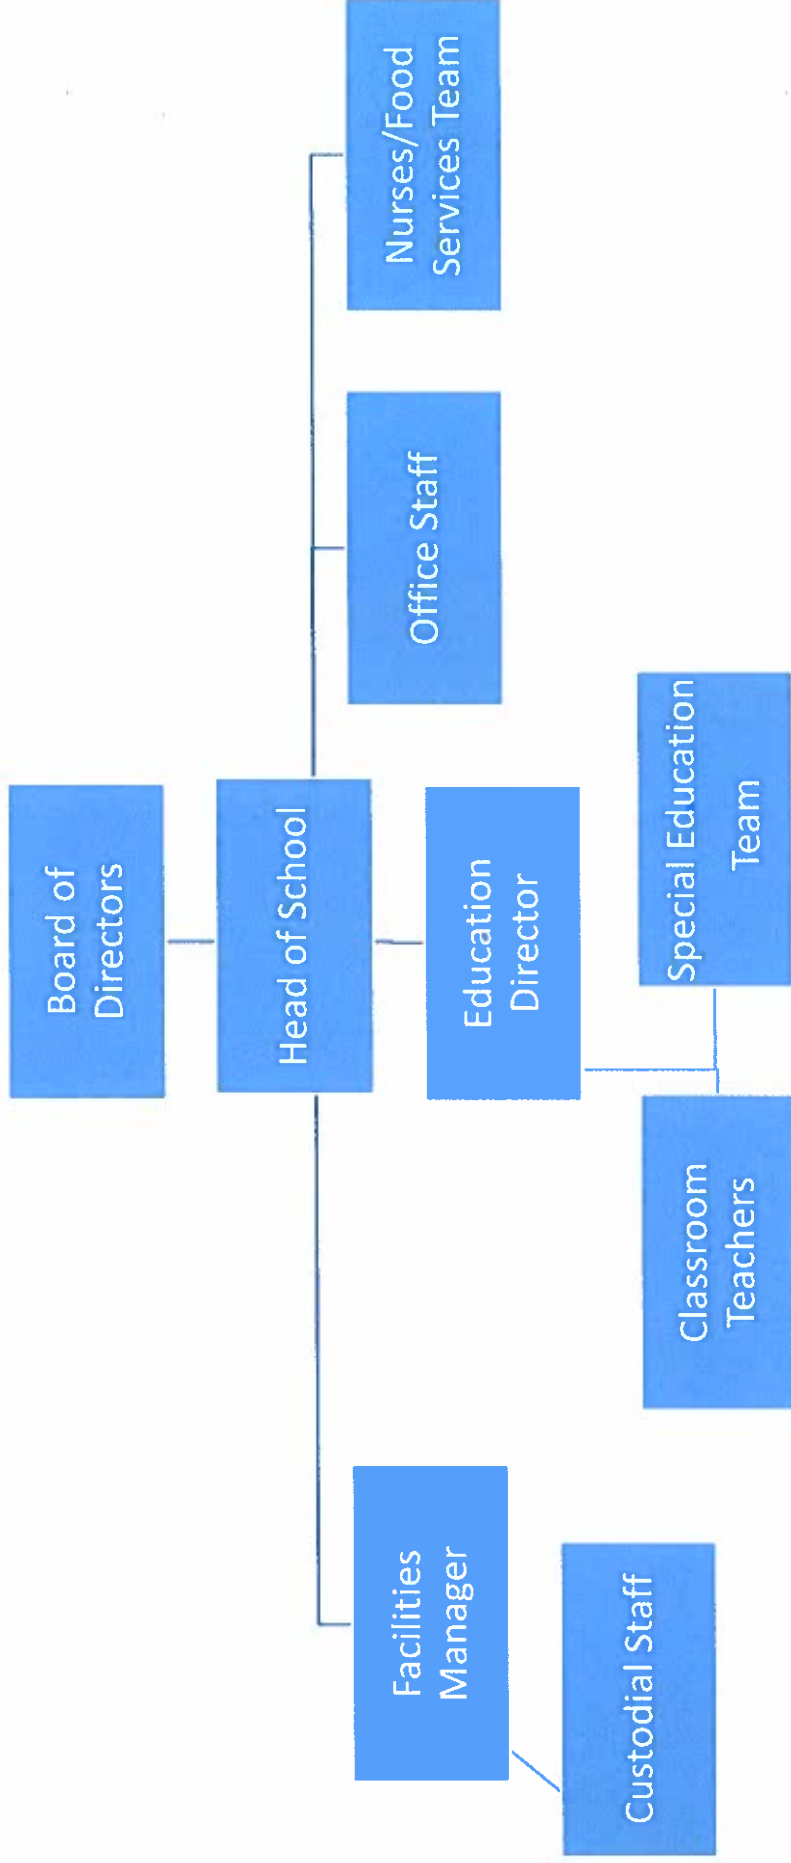 Board of
Directors
Head of School
Facilities
Manager
Education
Director
Office Staff
Nurses/Food
Services Team
Custodial Staff
Classroom
Teachers
Special Education
Team